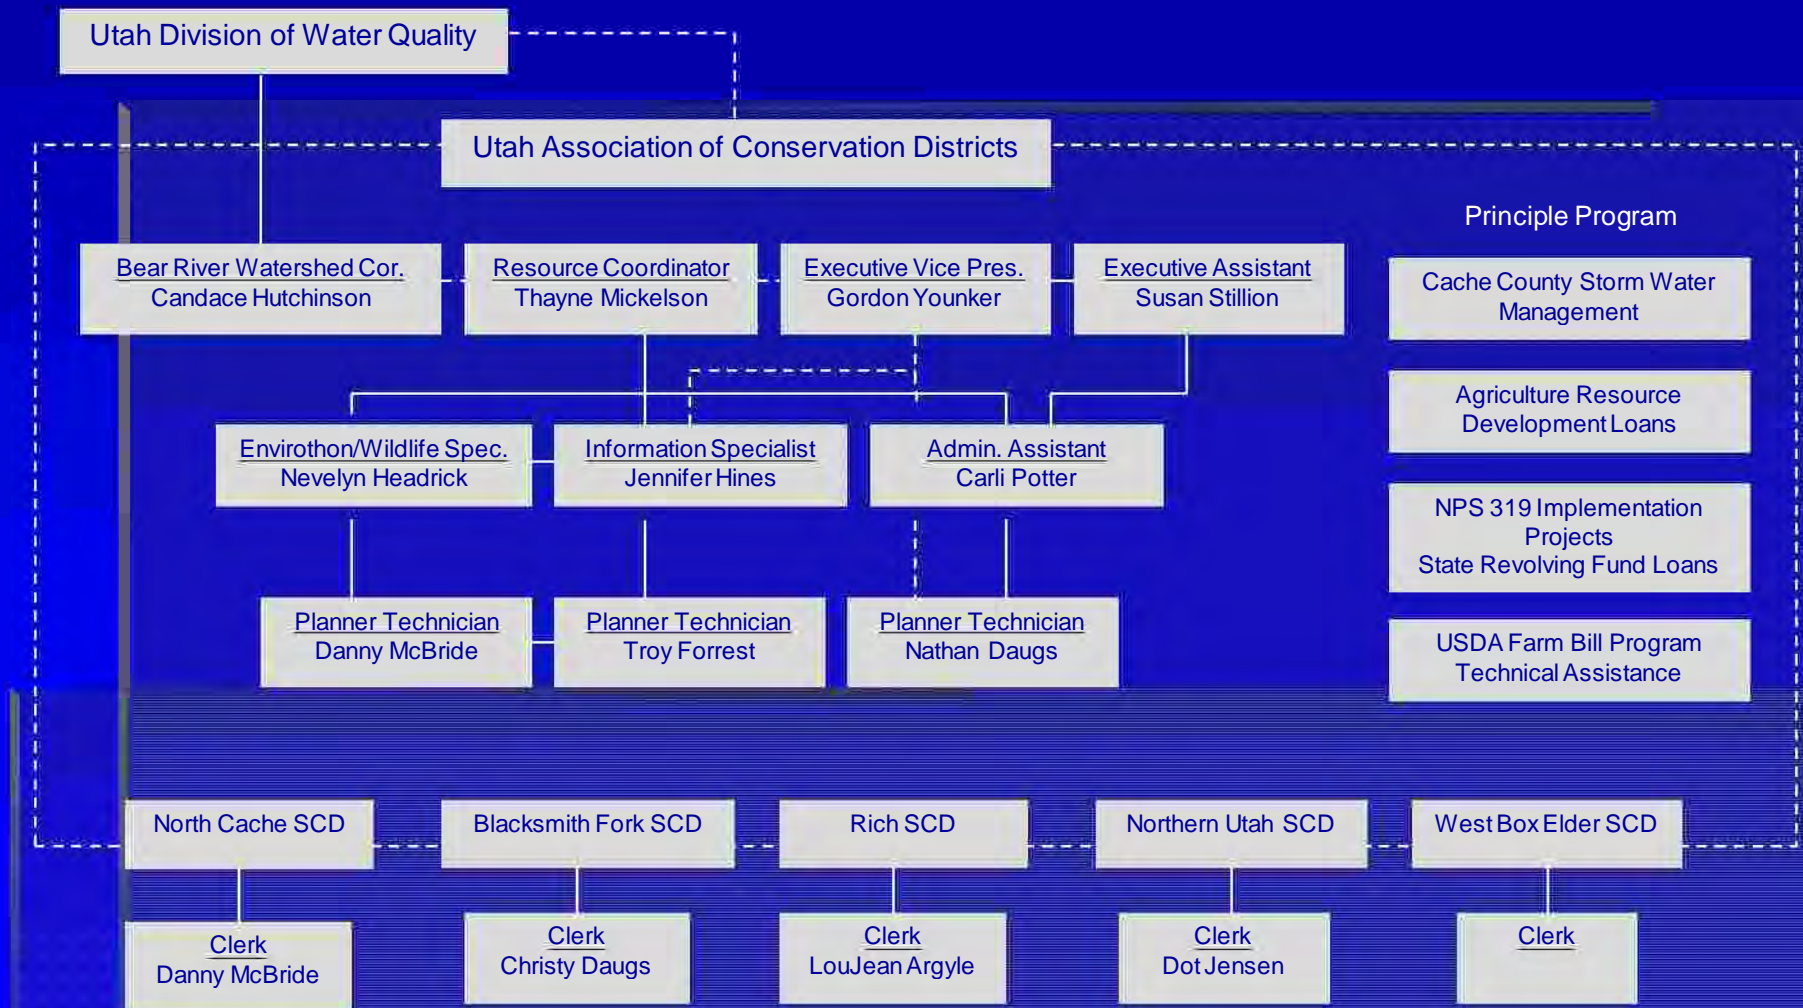 Utah Division of Water Quality
Utah Association of Conservation Districts
Principle Program
Bear River Watershed Cor.
Candace Hutchinson
Resource Coordinator
Thayne Mickelson
Executive Vice Pres.
Gordon Younker
Executive Assistant
Susan Stillion
Cache County Storm Water
Management
Agriculture Resource
Development Loans
Envirothon/Wildlife Spec.
Nevelyn Headrick
Information Specialist
Jennifer Hines
Admin. Assistant
Carli Potter
NPS 319 Implementation
Projects
State Revolving Fund Loans
Planner Technician
Danny McBride
Planner Technician
Troy Forrest
Planner Technician
Nathan Daugs
USDA Farm Bill Program
Technical Assistance
North Cache SCD
Blacksmith Fork SCD
Rich SCD
Northern Utah SCD
West Box Elder SCD
Clerk
Danny McBride
Clerk
Christy Daugs
Clerk
LouJean Argyle
Clerk
Dot Jensen
Clerk